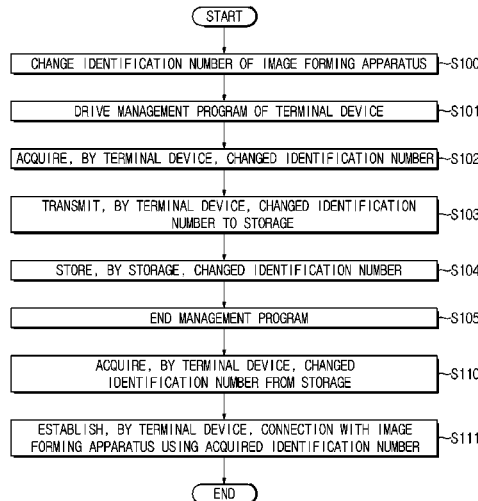 START
CHANGE IDENTIFICATION NUMBER OF IMAGE FORMING APPARATUS
S100
DRIVE MANAGEMENT PROGRAM OF TERMINAL DEVICE
S101
ACQUIRE, BY TERMINAL DEVICE, CHANGED IDENTIFICATION NUMBER
S102
TRANSMIT, BY TERMINAL DEVICE, CHANGED IDENTIFICATION
NUMBER TO STORAGE
S103
STORE, BY STORAGE, CHANGED IDENTIFICATION NUMBER
S104
END MANAGEMENT PROGRAM
S105
ACQUIRE, BY TERMINAL DEVICE, CHANGED
IDENTIFICATION NUMBER FROM STORAGE
S110
ESTABLISH, BY TERMINAL DEVICE, CONNECTION WITH IMAGE
FORMING APPARATUS USING ACQUIRED IDENTIFICATION NUMBER
S111
END